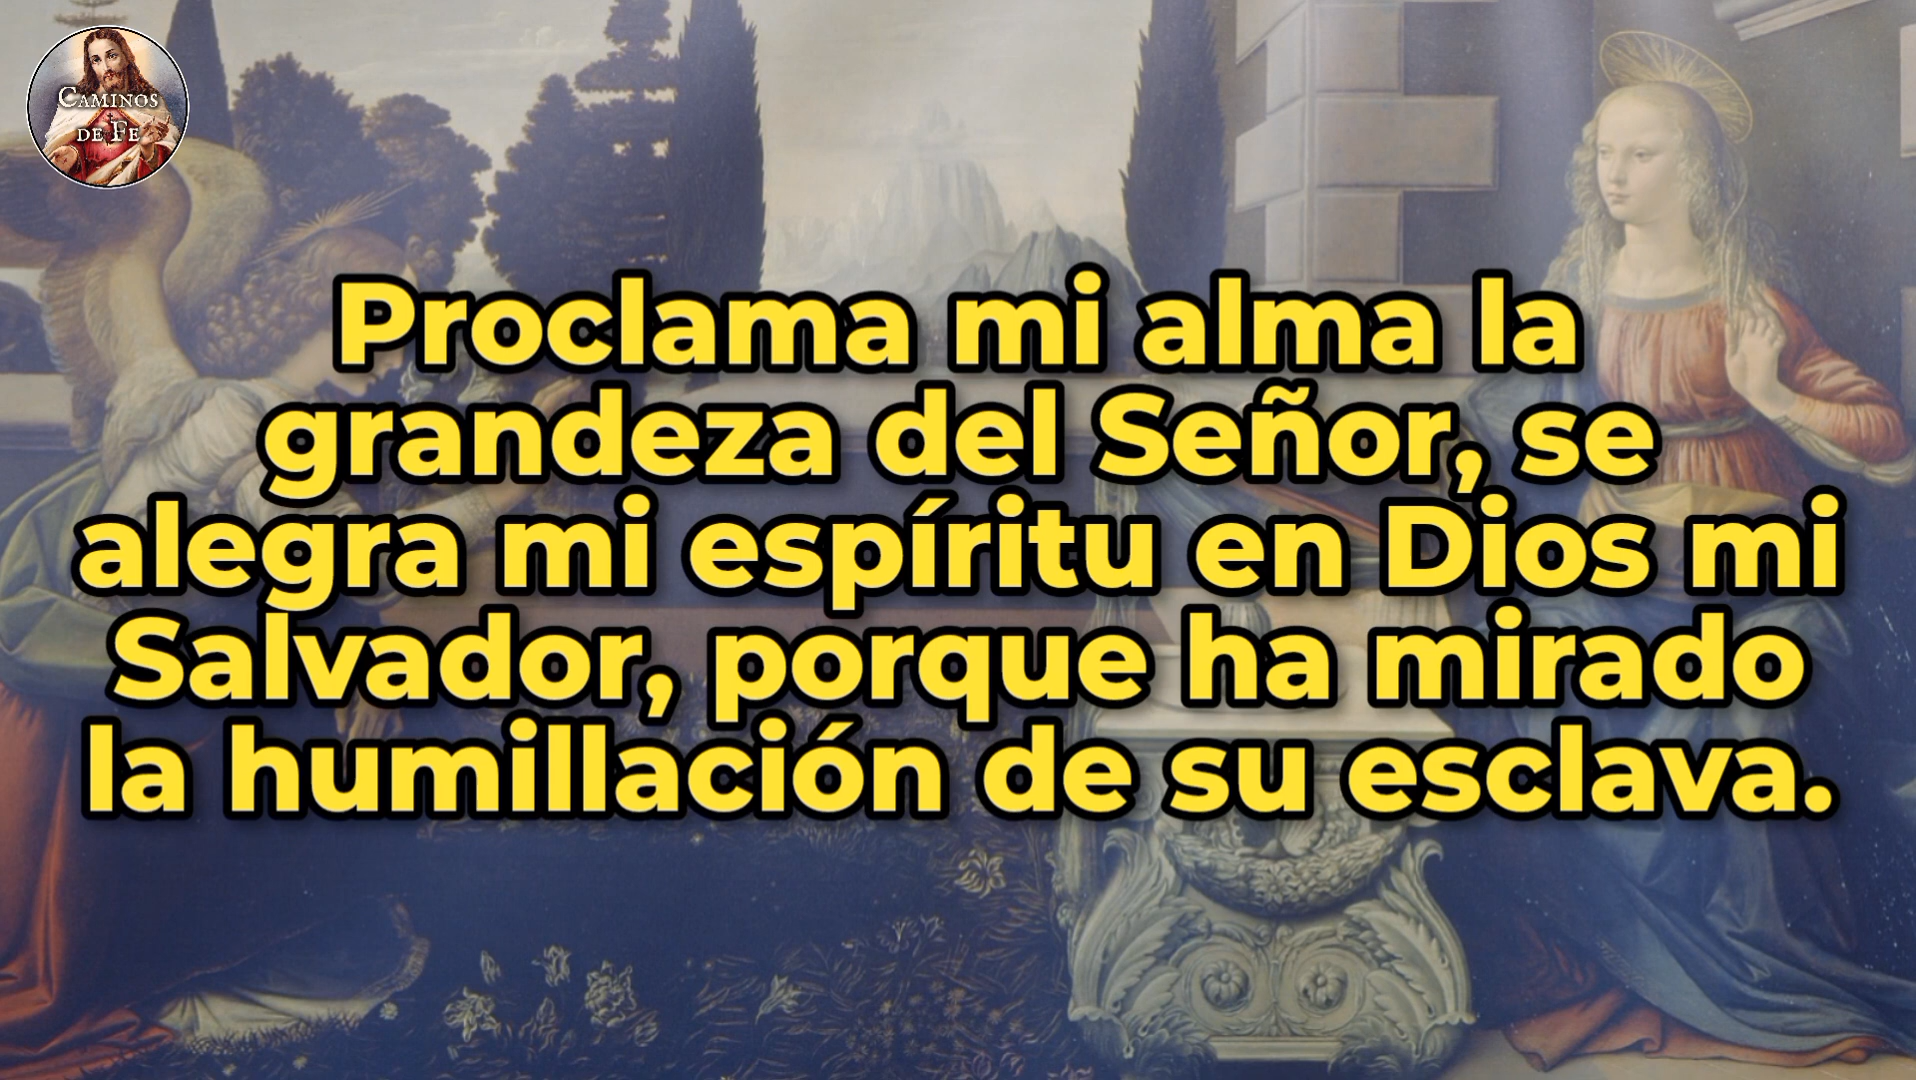 CAMINOS
DE FE
Proclama mi alma la
grandeza del Señor, se
alegra mi espíritu en Dios mi
Salvador, porque ha mirado
la humillación de su esclava.